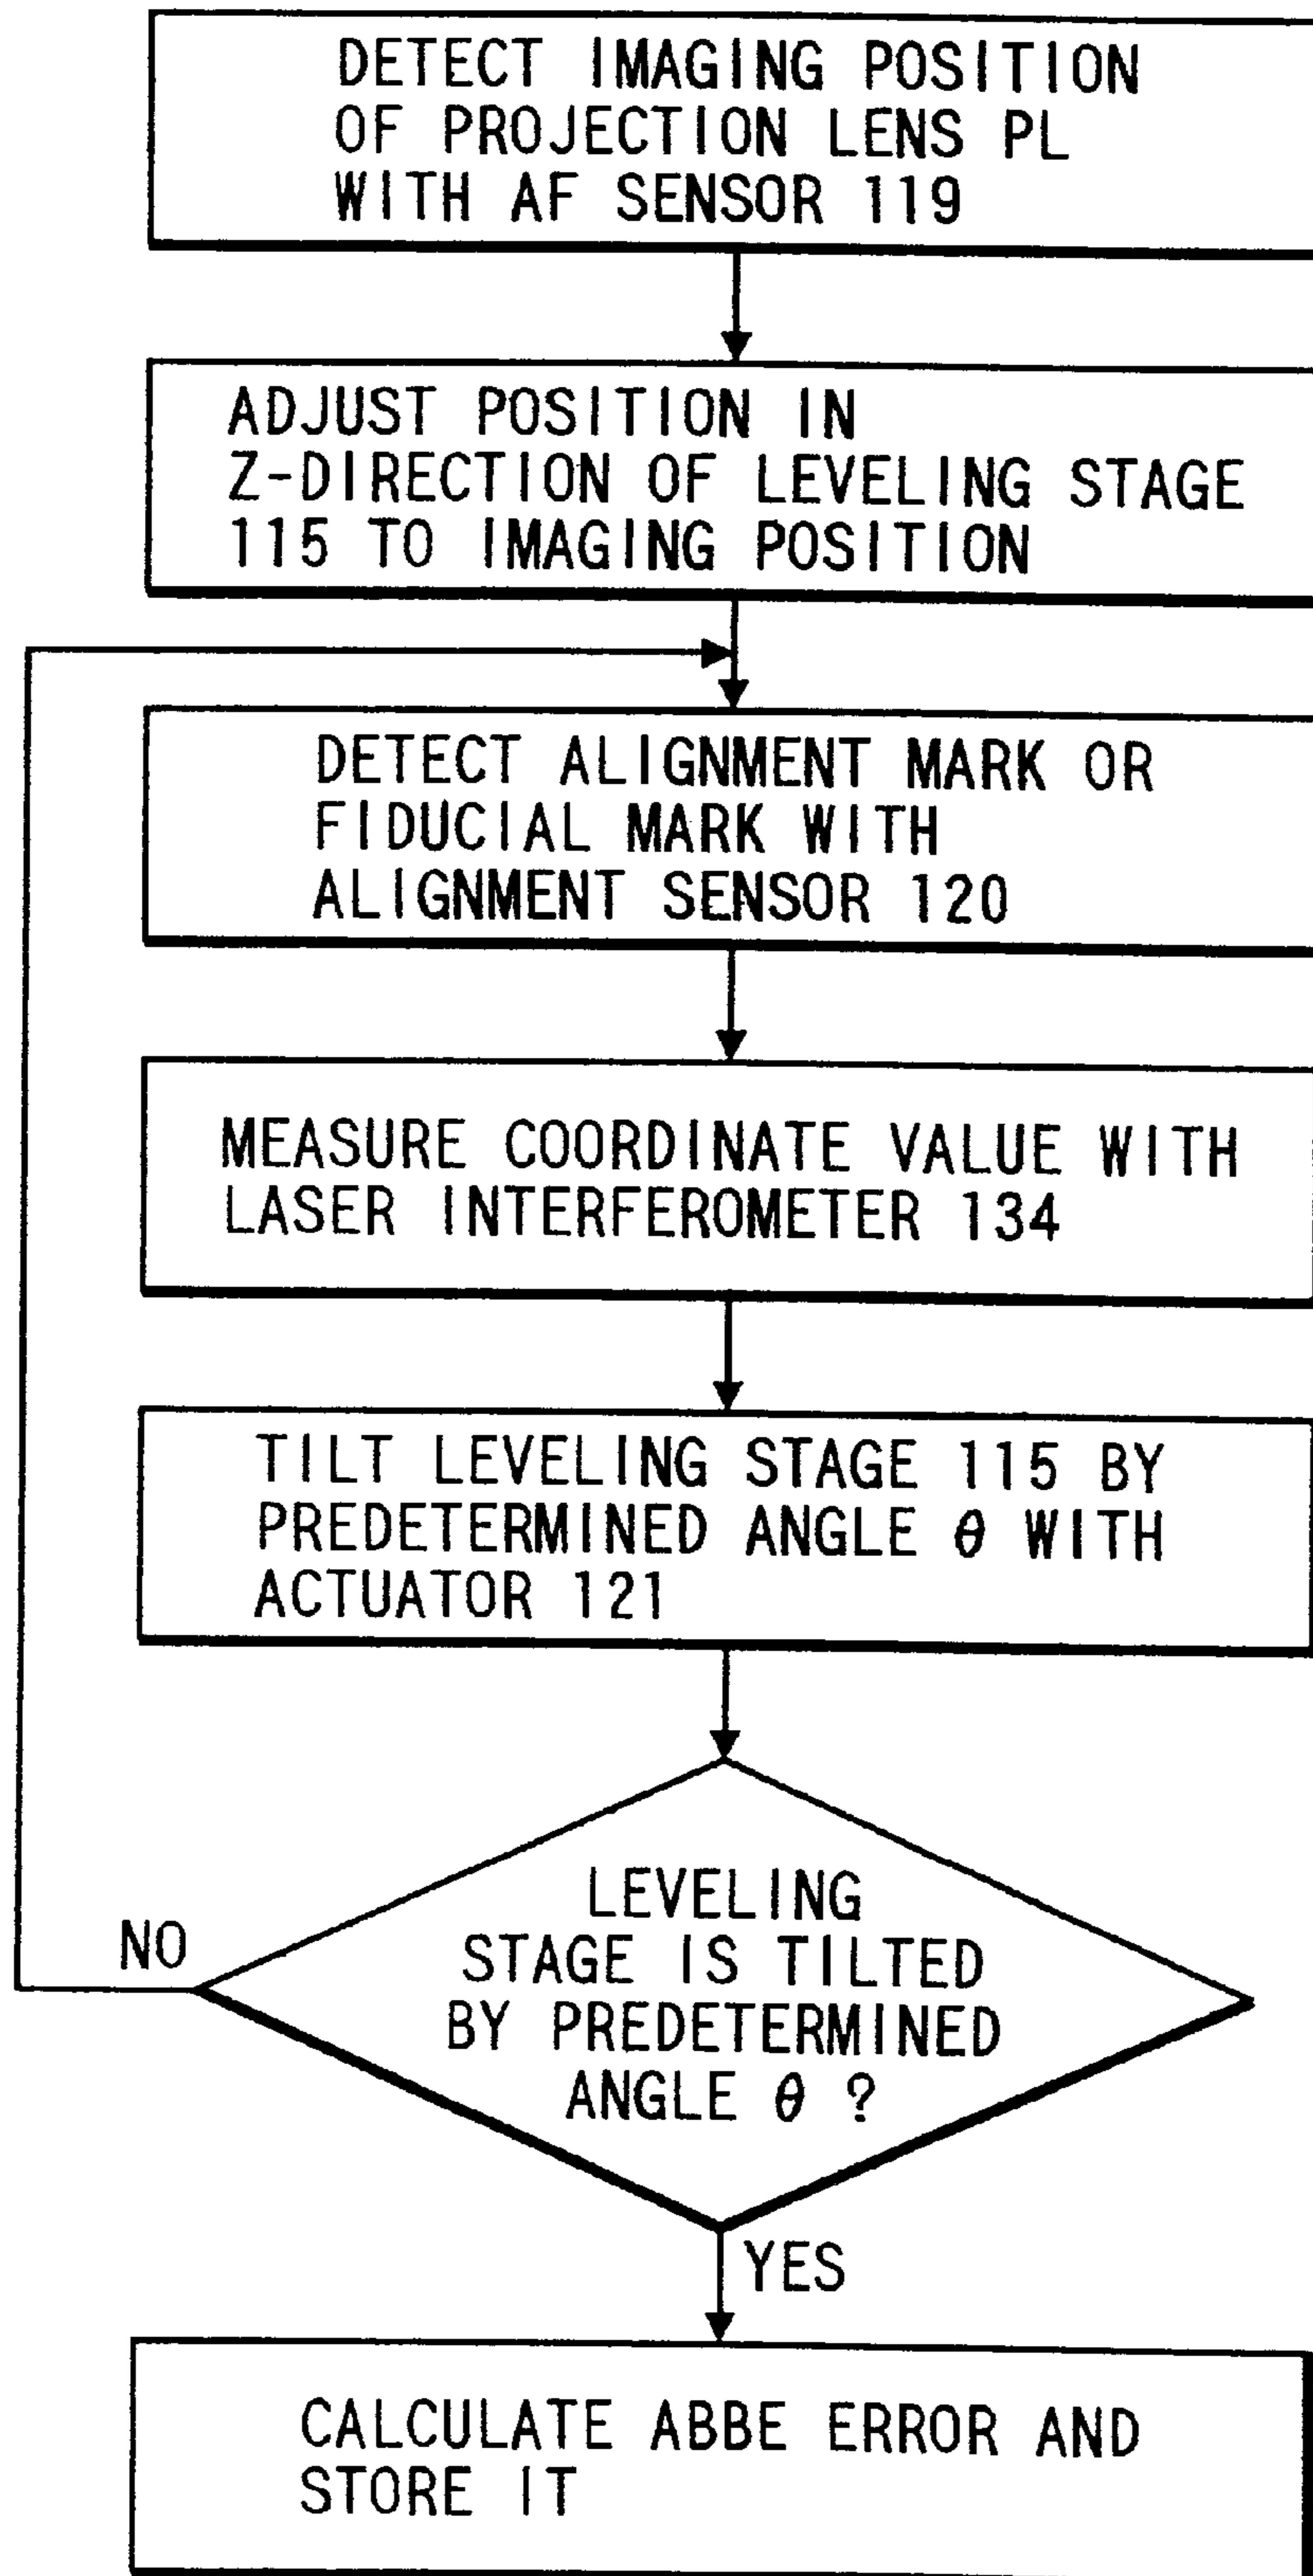 DETECT IMAGING POSITION
OF PROJECTION LENS PL
WITH AF SENSOR 119
ADJUST POSITION IN
Z-DIRECTION OF LEVELING STAGE
115 TO IMAGING POSITION
DETECT ALIGNMENT MARK OR
FIDUCIAL MARK WITH
ALIGNMENT SENSOR 120
MEASURE COORDINATE VALUE WITH
LASER INTERFEROMETER 134
TILT LEVELING STAGE 115 BY
PREDETERMINED ANGLE θ WITH
ACTUATOR 121
LEVELING
STAGE IS TILTED
BY PREDETERMINED
ANGLE θ ?
NO
YES
CALCULATE ABBE ERROR AND
STORE IT